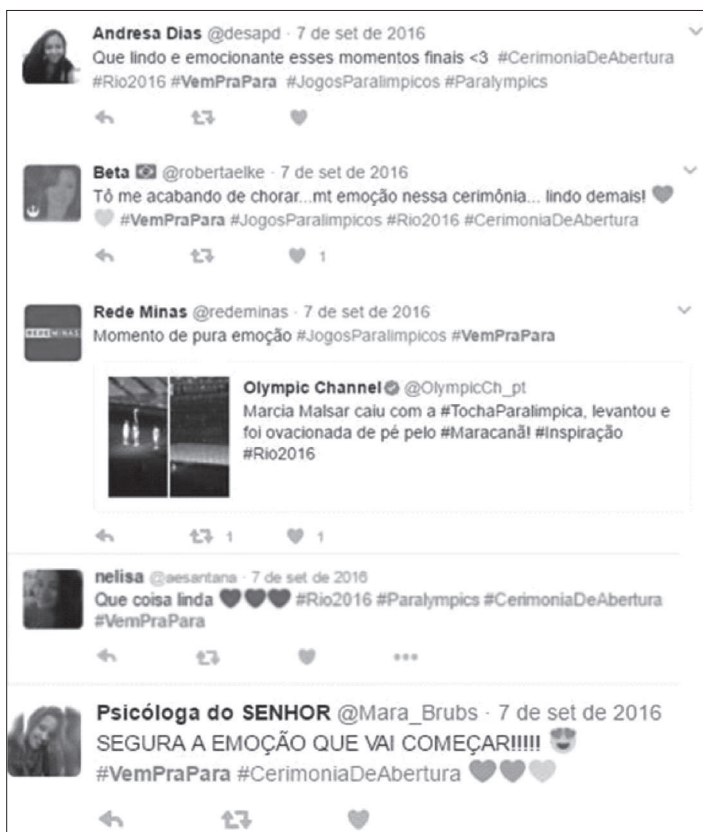 Andresa Dias @desapd · 7 de set de 2016
Que lindo e emocionante esses momentos finais <3 #CerimoniaDeAbertura
#Rio2016 #VemPraPara #JogosParalimpicos #Paralympics
Beta @robertaelke · 7 de set de 2016
Tô me acabando de chorar...mt emoção nessa cerimônia... lindo demais!
#VemPraPara #JogosParalimpicos #Rio2016 #CerimoniaDeAbertura
1
Rede Minas @redeminas · 7 de set de 2016
REDE MINAS
Momento de pura emoção #JogosParalimpicos #VemPraPara
Olympic Channel @OlympicCh_pt
Marcia Malsar caiu com a #TochaParalimpica, levantou e
foi ovacionada de pé pelo #Maracanã! #Inspiração
#Rio2016
1 1
nelisa @aesantana · 7 de set de 2016
Que coisa linda #Rio2016 #Paralympics #CerimoniaDeAbertura
#VemPraPara
Psicóloga do SENHOR @Mara_Brubs · 7 de set de 2016
SEGURA A EMOÇÃO QUE VAI COMEÇAR!!!!!
#VemPraPara #CerimoniaDeAbertura